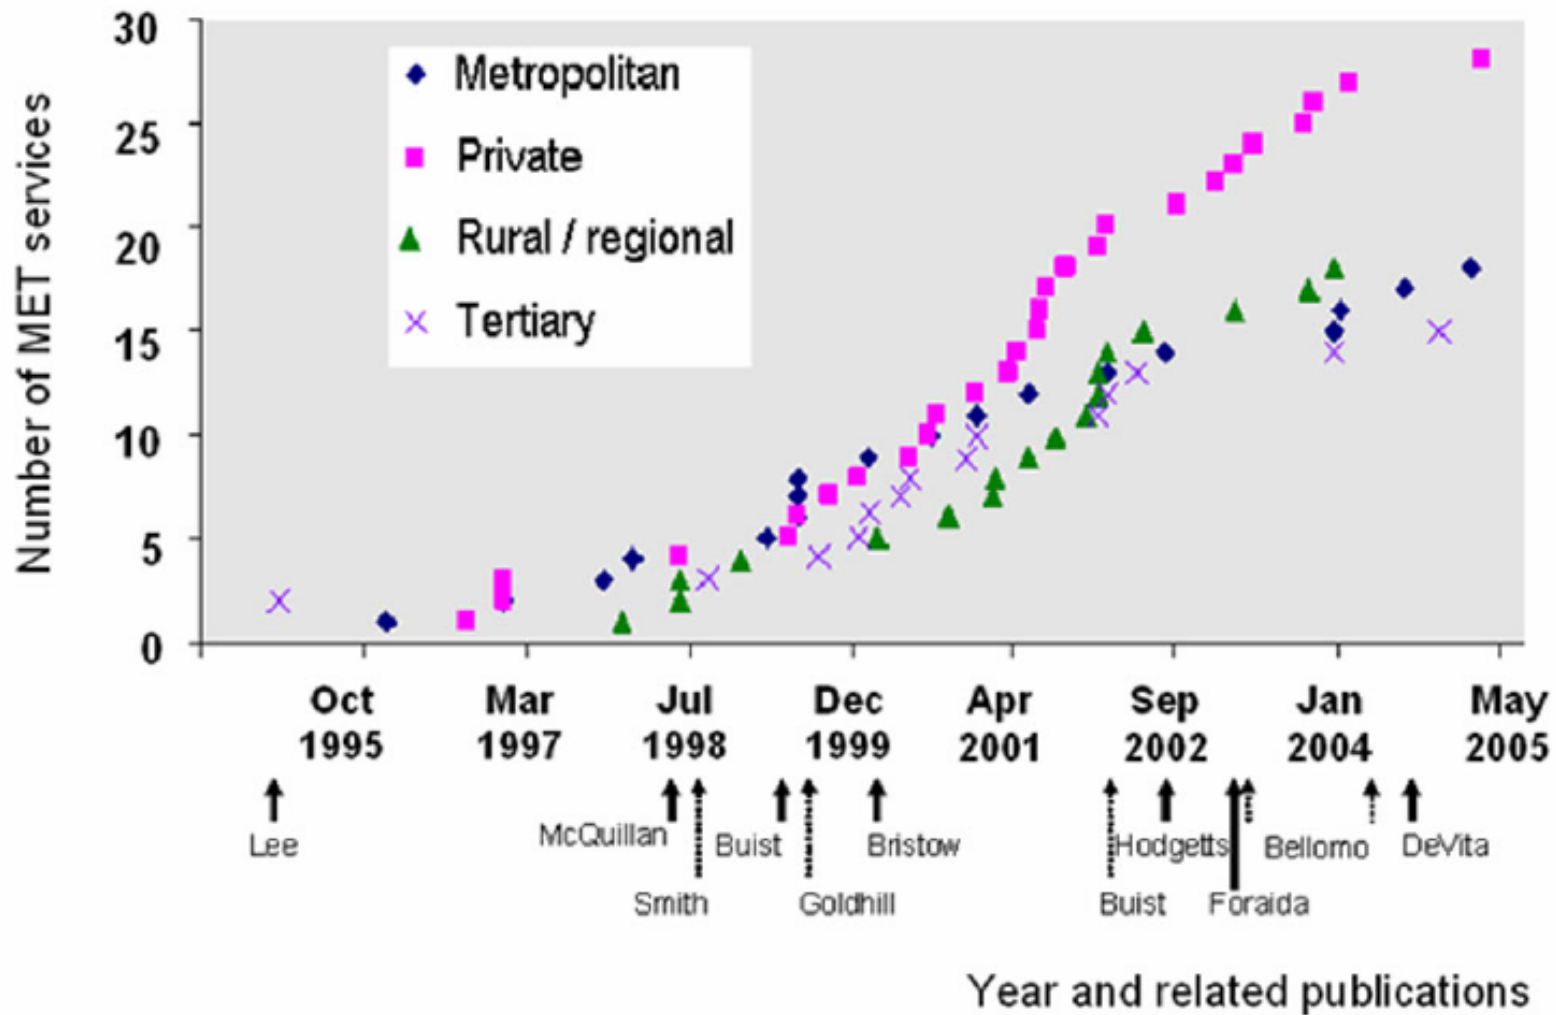 30
25
20
15
10
5
0
Number of MET services
Metropolitan
Private
Rural / regional
Tertiary
Oct Mar Jul Dec Apr Sep Jan May
1995 1997 1998 1999 2001 2002 2004 2005
Lee McQuillan Buist Bristow Hodgetts Bellomo DeVita
Smith Goldhill Buist Foraida
Year and related publications